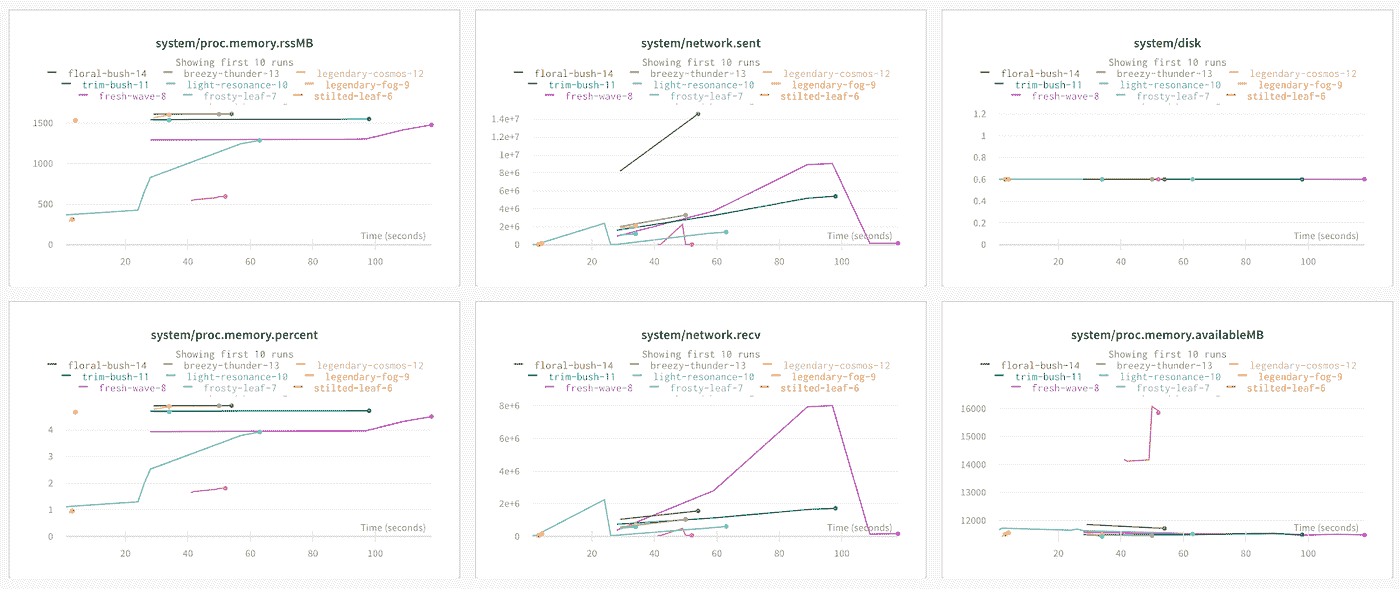 system/proc.memory.rssMB
Showing first 10 runs
floral-bush-14 breezy-thunder-13 legendary-cosmos-12
trim-bush-11 light-resonance-10 legendary-fog-9
fresh-wave-8 frosty-leaf-7 stilted-leaf-6
1500
1000
500
0
Time (seconds)
20 40 60 80 100
system/network.sent
Showing first 10 runs
floral-bush-14 breezy-thunder-13 legendary-cosmos-12
trim-bush-11 light-resonance-10 legendary-fog-9
fresh-wave-8 frosty-leaf-7 stilted-leaf-6
1.4e+7
1.2e+7
1e+7
8e+6
6e+6
4e+6
2e+6
0
Time (seconds)
20 40 60 80 100
system/disk
Showing first 10 runs
floral-bush-14 breezy-thunder-13 legendary-cosmos-12
trim-bush-11 light-resonance-10 legendary-fog-9
fresh-wave-8 frosty-leaf-7 stilted-leaf-6
1.2
1
0.8
0.6
0.4
0.2
0
Time (seconds)
20 40 60 80 100
system/proc.memory.percent
Showing first 10 runs
floral-bush-14 breezy-thunder-13 legendary-cosmos-12
trim-bush-11 light-resonance-10 legendary-fog-9
fresh-wave-8 frosty-leaf-7 stilted-leaf-6
4
3
2
1
0
Time (seconds)
20 40 60 80 100
system/network.recv
Showing first 10 runs
floral-bush-14 breezy-thunder-13 legendary-cosmos-12
trim-bush-11 light-resonance-10 legendary-fog-9
fresh-wave-8 frosty-leaf-7 stilted-leaf-6
8e+6
6e+6
4e+6
2e+6
0
Time (seconds)
20 40 60 80 100
system/proc.memory.availableMB
Showing first 10 runs
floral-bush-14 breezy-thunder-13 legendary-cosmos-12
trim-bush-11 light-resonance-10 legendary-fog-9
fresh-wave-8 frosty-leaf-7 stilted-leaf-6
16000
15000
14000
13000
12000
Time (seconds)
20 40 60 80 100